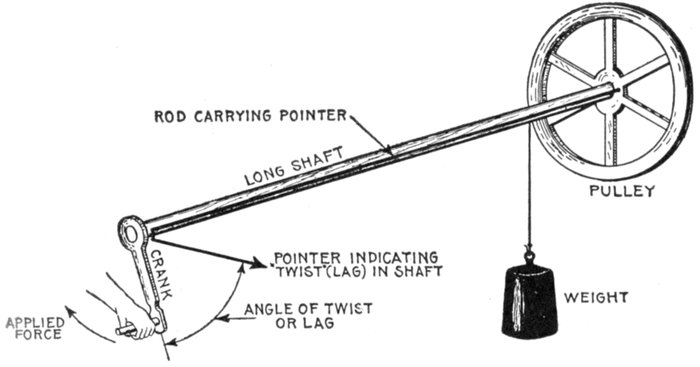 ROD CARRYING POINTER
LONG SHAFT
PULLEY
CRANK
POINTER INDICATING
"TWIST"(LAG) IN SHAFT
WEIGHT
ANGLE OF TWIST
OR LAG
APPLIED
FORCE